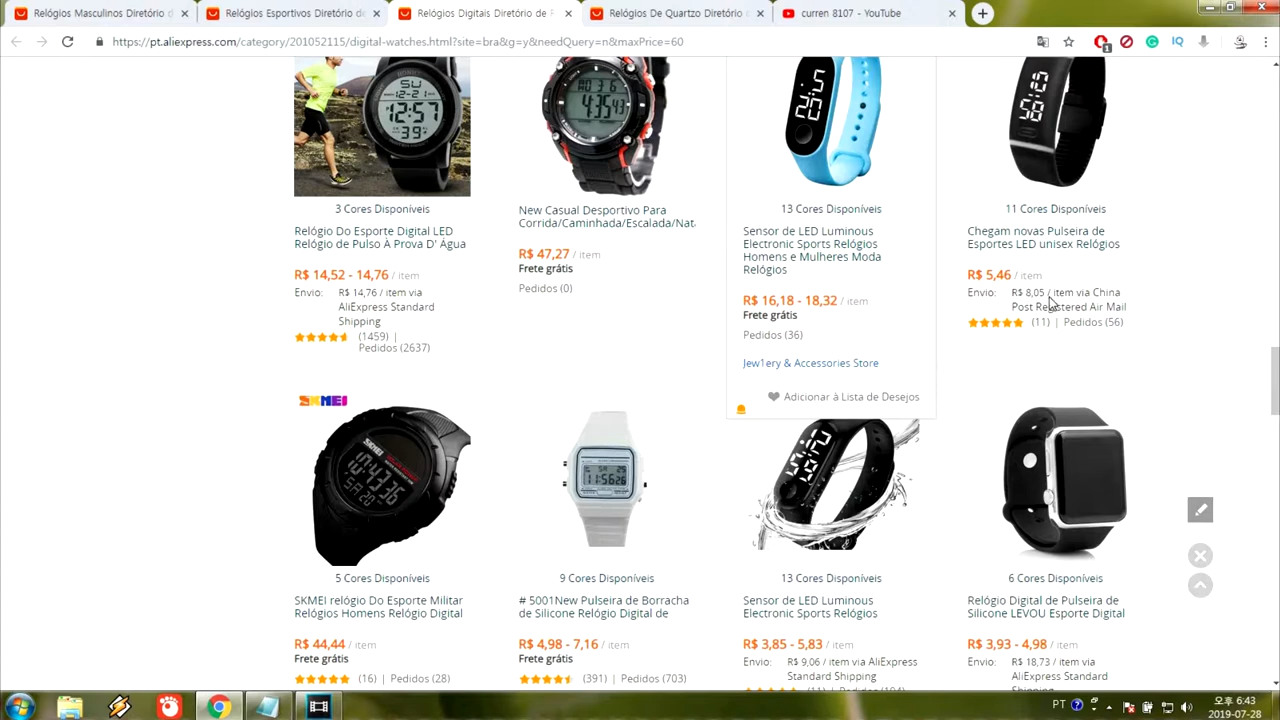 Relógios Masculinos Diretório d
Relógios Esportivos Diretório d
Relógios Digitais Diretório de F
Relógios De Quartzo Diretório d
curren 8107 - YouTube
https://pt.aliexpress.com/category/201052115/digital-watches.html?site=bra&g=y&needQuery=n&maxPrice=60
IQ
1
SU
12-21
12:57
39
3 Cores Disponíveis
Relógio Do Esporte Digital LED
Relógio de Pulso À Prova D' Água
R$ 14,52 - 14,76 / item
Envio: R$ 14,76 / item via
AliExpress Standard
Shipping
(1459) |
Pedidos (2637)
New Casual Desportivo Para
Corrida/Caminhada/Escalada/Nat.
R$ 47,27 / item
Frete grátis
Pedidos (0)
13 Cores Disponíveis
Sensor de LED Luminous
Electronic Sports Relógios
Homens e Mulheres Moda
Relógios
R$ 16,18 - 18,32 / item
Frete grátis
Pedidos (36)
Jew1ery & Accessories Store
Adicionar à Lista de Desejos
11 Cores Disponíveis
Chegam novas Pulseira de
Esportes LED unisex Relógios
R$ 5,46 / item
Envio: R$ 8,05 / item via China
Post Registered Air Mail
(11) | Pedidos (56)
SKMEI
5 Cores Disponíveis
SKMEI relógio Do Esporte Militar
Relógios Homens Relógio Digital
R$ 44,44 / item
Frete grátis
(16) | Pedidos (28)
9 Cores Disponíveis
# 5001New Pulseira de Borracha
de Silicone Relógio Digital de
R$ 4,98 - 7,16 / item
Frete grátis
(391) | Pedidos (703)
13 Cores Disponíveis
Sensor de LED Luminous
Electronic Sports Relógios
R$ 3,85 - 5,83 / item
Envio: R$ 9,06 / item via AliExpress
Standard Shipping
6 Cores Disponíveis
Relógio Digital de Pulseira de
Silicone LEVOU Esporte Digital
R$ 3,93 - 4,98 / item
Envio: R$ 18,73 / item via
AliExpress Standard
Shipping
PT
오후 6:43
2019-07-28